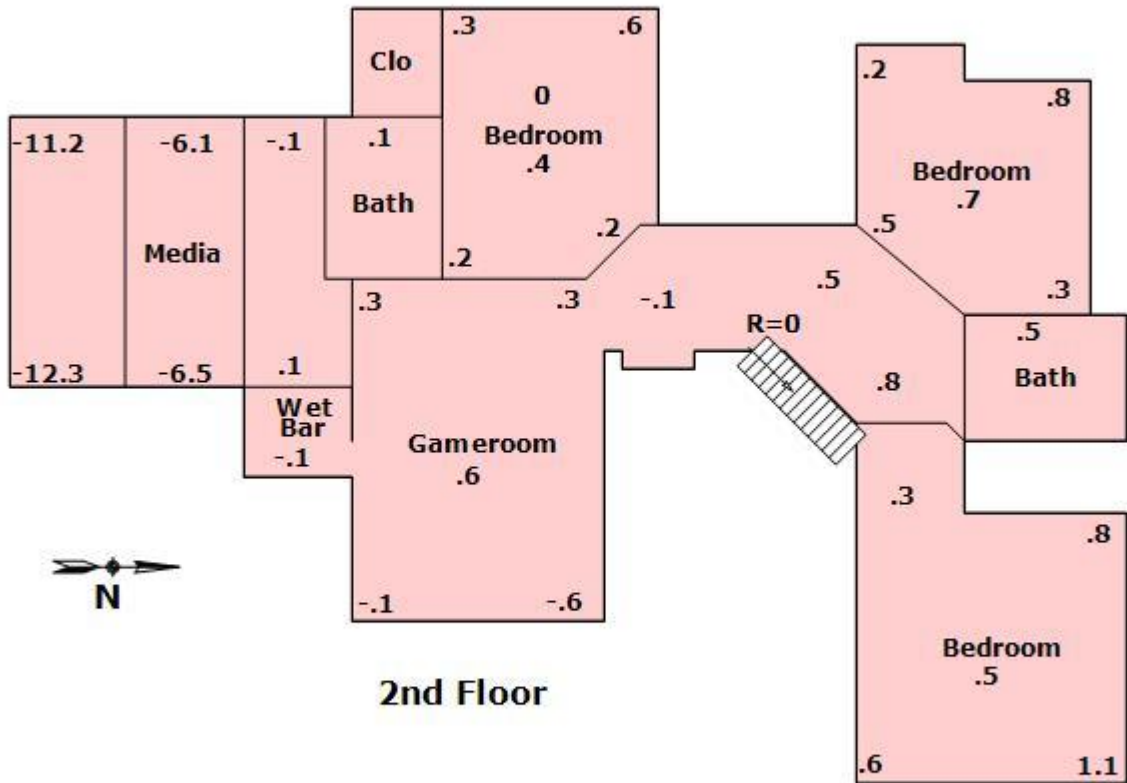 .3 .6
.2
Clo
0
.8
-11.2 -6.1 -.1 .1 Bedroom
.4
Bedroom
.7
Bath
.5
.2
Media
.2
.5
.3
.3 .3 -.1
R=0
.5
-12.3 -6.5 .1
Bath
.8
Wet
Bar
-.1
Gameroom
.6
.3
.8
N
-.1 -.6
Bedroom
.5
2nd Floor
.6 1.1